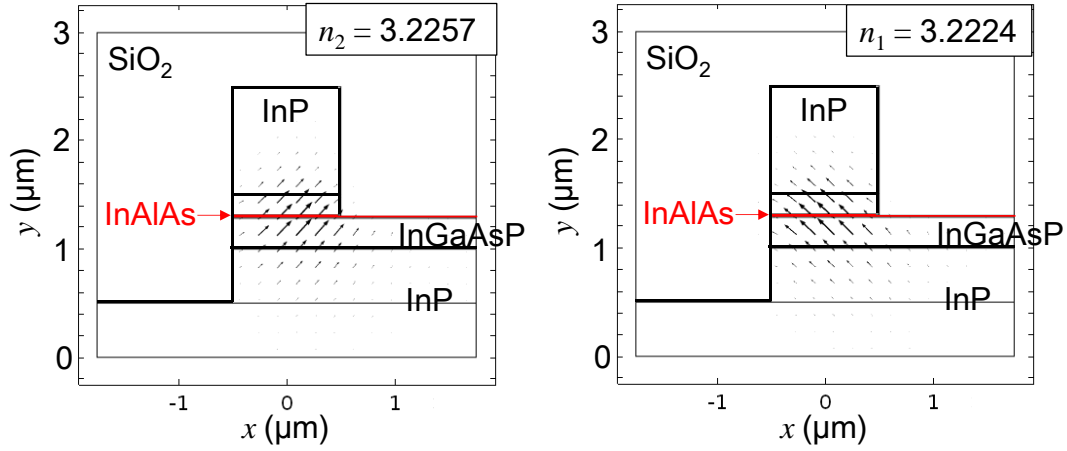 3
n₂ = 3.2257
SiO₂
InP
2
y (μm)
InAlAs
InGaAsP
1
InP
0
-1
0
1
x (μm)
3
n₁ = 3.2224
SiO₂
InP
2
y (μm)
InAlAs
InGaAsP
1
InP
0
-1
0
1
x (μm)